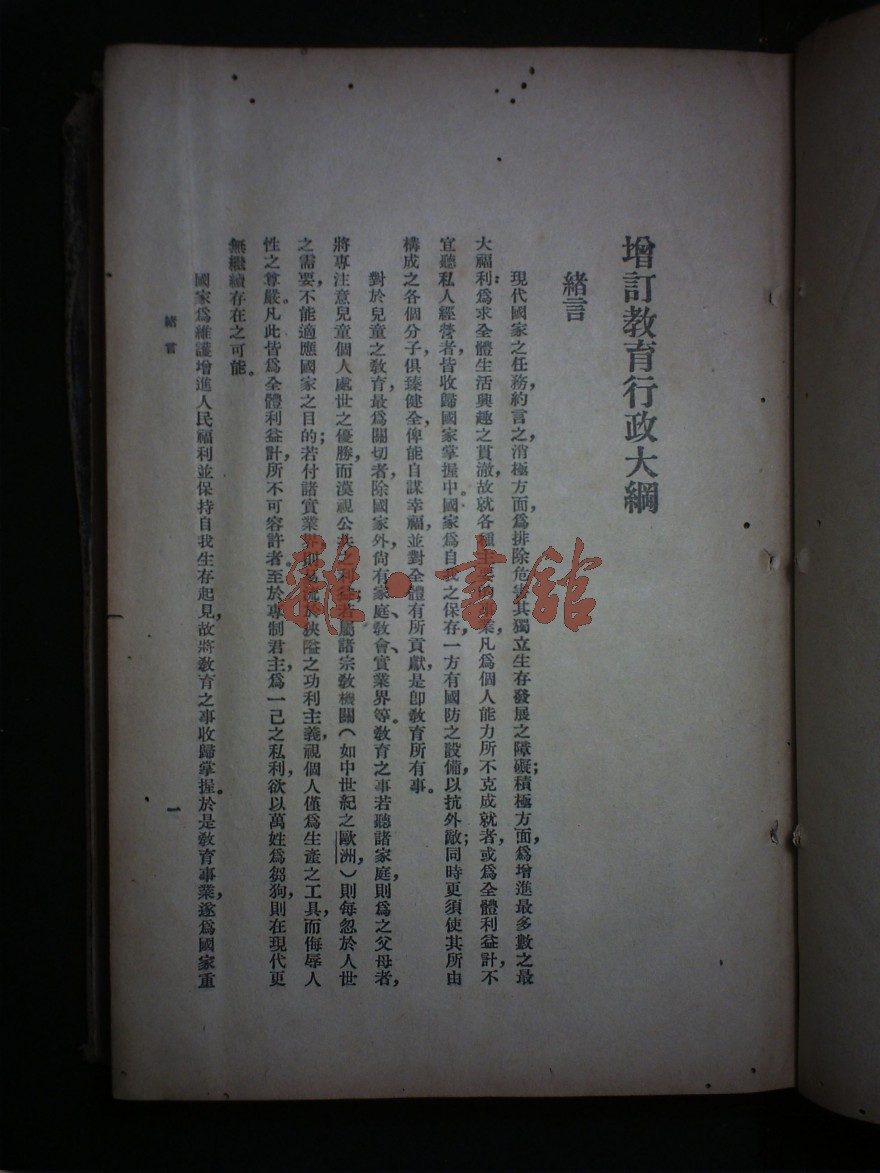 增訂教育行政大綱
緒言
現代國家之任務，約言之，消極方面，爲排除危害其獨立生存發展之障礙；積極方面，爲增進最多數之最
大福利：爲求全體生活興趣之貫澈，故就各種主要的事業，凡爲個人能力所不克成就者，或爲全體利益計，不
宜聽私人經營者，皆收歸國家掌握中。國家爲自我之保存，一方有國防之設備，以抗外敵；同時更須使其所由
構成之各個分子，俱臻健全，俾能自謀幸福，並對全體有所貢獻，是卽教育所有事。
對於兒童之教育，最爲關切者，除國家外，尙有家庭、教會、實業界等。教育之事若聽諸家庭，則爲之父母者，
將專注意兒童個人處世之優勝，而漠視公共之利益；若屬諸宗教機關（如中世紀之歐洲，）則每忽於人世
之需要，不能適應國家之目的；若付諸實業界，則易流於狹隘之功利主義，視個人僅爲生產之工具，而侮辱人
性之尊嚴。凡此皆爲全體利益計，所不可容許者。至於專制君主，爲一己之私利，欲以萬姓爲芻狗，則在現代更
無繼續存在之可能。
國家爲維護增進人民福利並保持自我生存起見，故將教育之事收歸掌握。於是教育事業，遂爲國家重
緒言
一
龍·書館